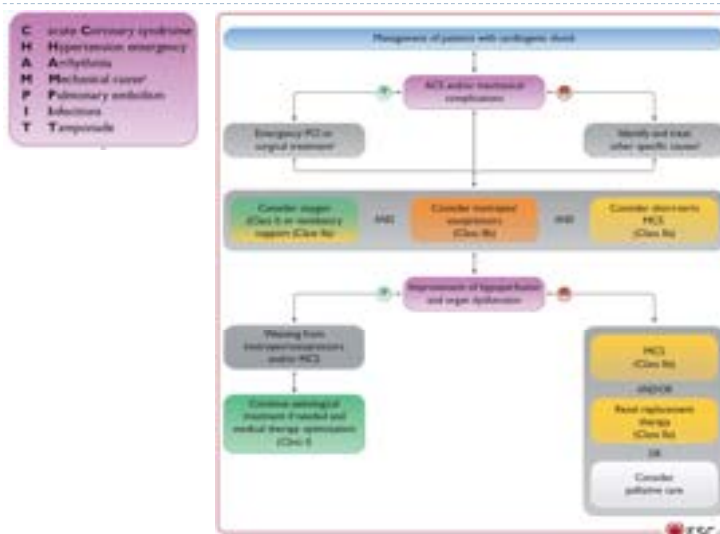 C acute Coronary syndrome
H Hypertension emergency
A Arrhythmia
M Mechanical cause
P Pulmonary embolism
I Infections
T Tamponade
Management of patients with cardiogenic shock
ACS and/or mechanical
complications
Y
N
Emergency PCI or
surgical treatment
Identify and treat
other specific causes
Consider oxygen
(Class I) or ventilatory
support (Class IIa)
AND
Consider inotropes/
vasopressors
(Class IIb)
AND
Consider short-term
MCS
(Class IIa)
Improvement of hypoperfusion
and organ dysfunction
Y
N
Weaning from
inotropes/vasopressors
and/or MCS
Continue aetiological
treatment if needed and
medical therapy optimization
(Class I)
MCS
(Class IIa)
AND/OR
Renal replacement
therapy
(Class IIa)
OR
Consider
palliative care
ESC